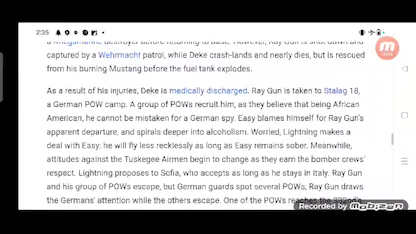 2:35
destroyer before returning to base. However, Ray Gun is shot down and
captured by a Wehrmacht patrol, while Deke crash-lands and nearly dies, but is rescued
from his burning Mustang before the fuel tank explodes.
As a result of his injuries, Deke is medically discharged. Ray Gun is taken to Stalag 18,
a German POW camp. A group of POWs recruit him, as they believe that being African
American, he cannot be mistaken for a German spy. Easy blames himself for Ray Gun's
apparent departure, and spirals deeper into alcoholism. Worried, Lightning makes a
deal with Easy: he will fly less recklessly as long as Easy remains sober. Meanwhile,
attitudes against the Tuskegee Airmen begin to change as they earn the bomber crews'
respect. Lightning proposes to Sofia, who accepts as long as he stays in Italy. Ray Gun
and his group of POWs escape, but German guards spot several POWs; Ray Gun draws
the Germans' attention while the others escape. One of the POWs reaches the
Recorded by Mobizen